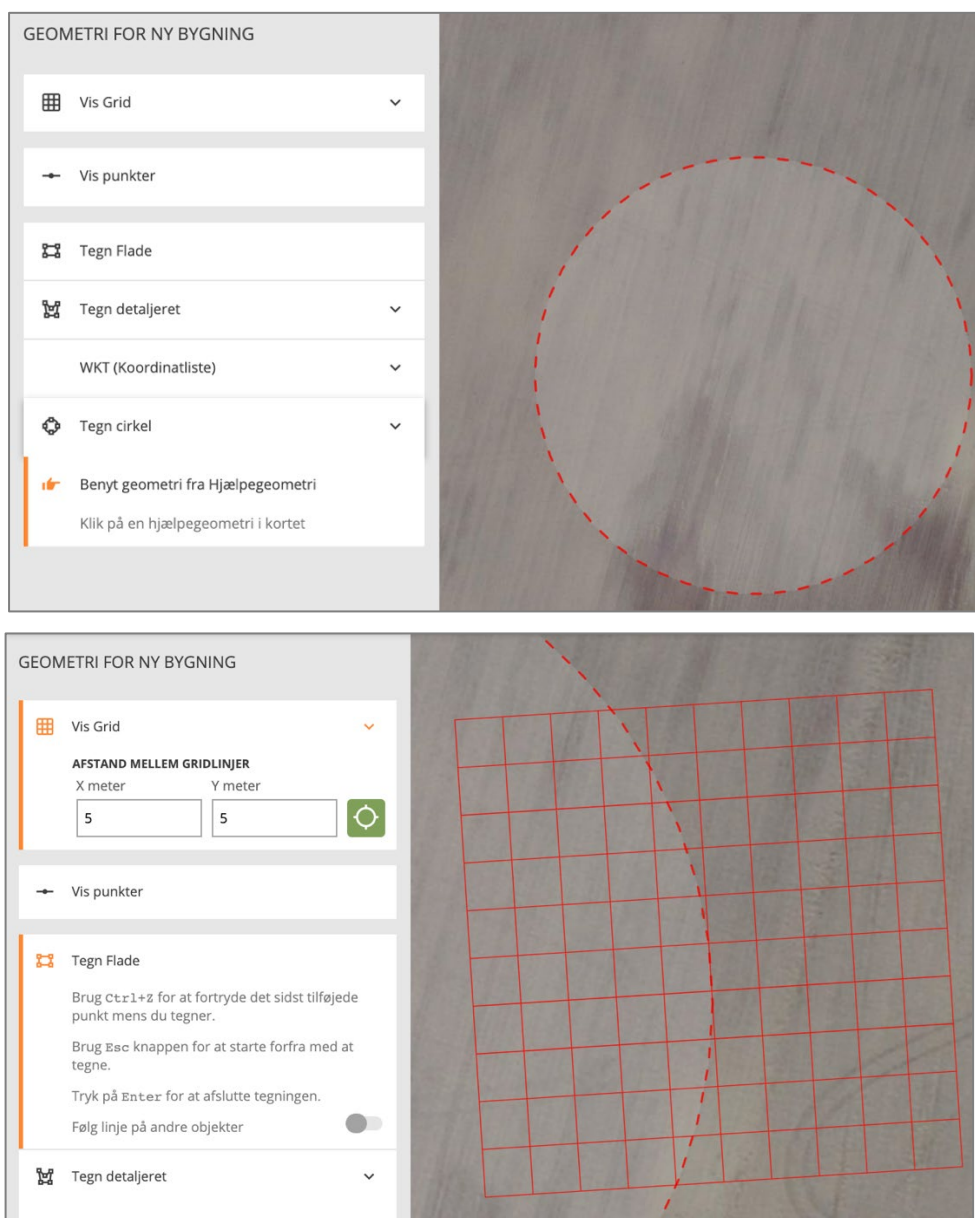 GEOMETRI FOR NY BYGNING
Vis Grid
Vis punkter
Tegn Flade
Tegn detaljeret
WKT (Koordinatliste)
Tegn cirkel
Benyt geometri fra Hjælpegeometri
Klik på en hjælpegeometri i kortet
GEOMETRI FOR NY BYGNING
Vis Grid
AFSTAND MELLEM GRIDLINJER
X meter Y meter
5 5
Vis punkter
Tegn Flade
Brug Ctrl+Z for at fortryde det sidst tilføjede
punkt mens du tegner.
Brug Esc knappen for at starte forfra med at
tegne.
Tryk på Enter for at afslutte tegningen.
Følg linje på andre objekter
Tegn detaljeret